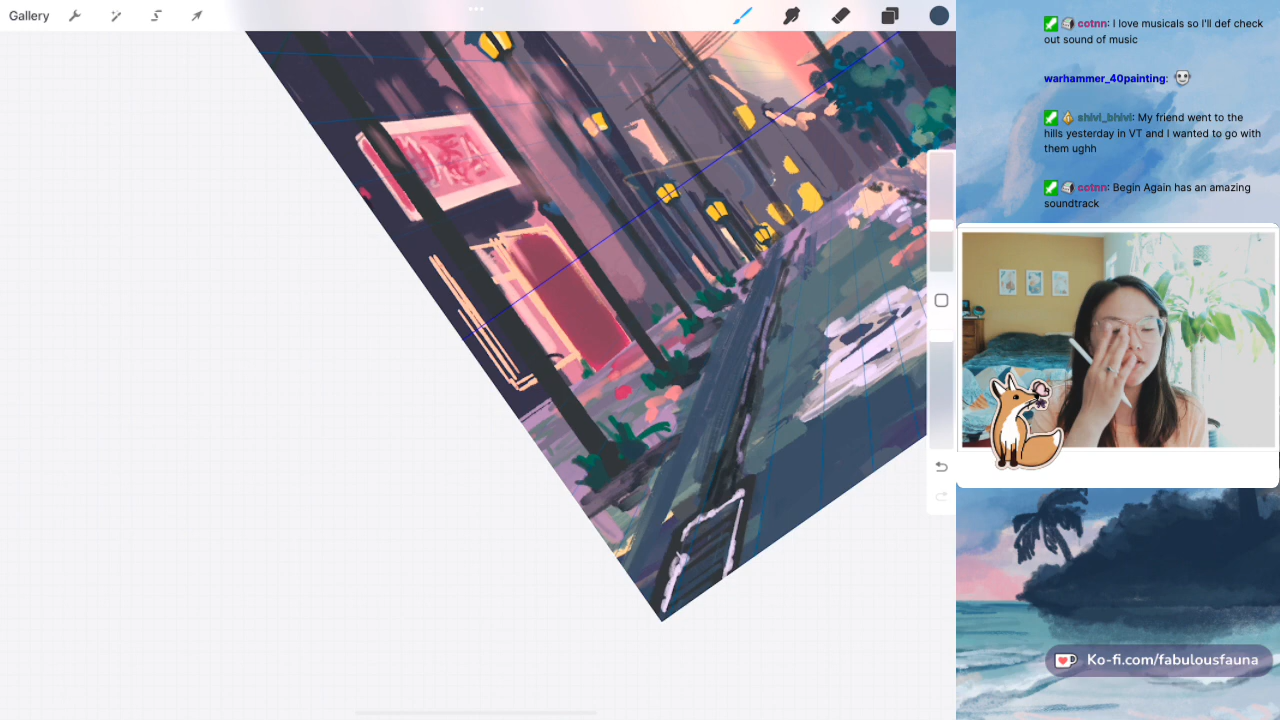 Gallery
cotnn: I love musicals so I'll def check
out sound of music
warhammer_40painting:
shivi_bhivi: My friend went to the
hills yesterday in VT and I wanted to go with
them ughh
cotnn: Begin Again has an amazing
soundtrack
Ko-fi.com/fabulousfauna